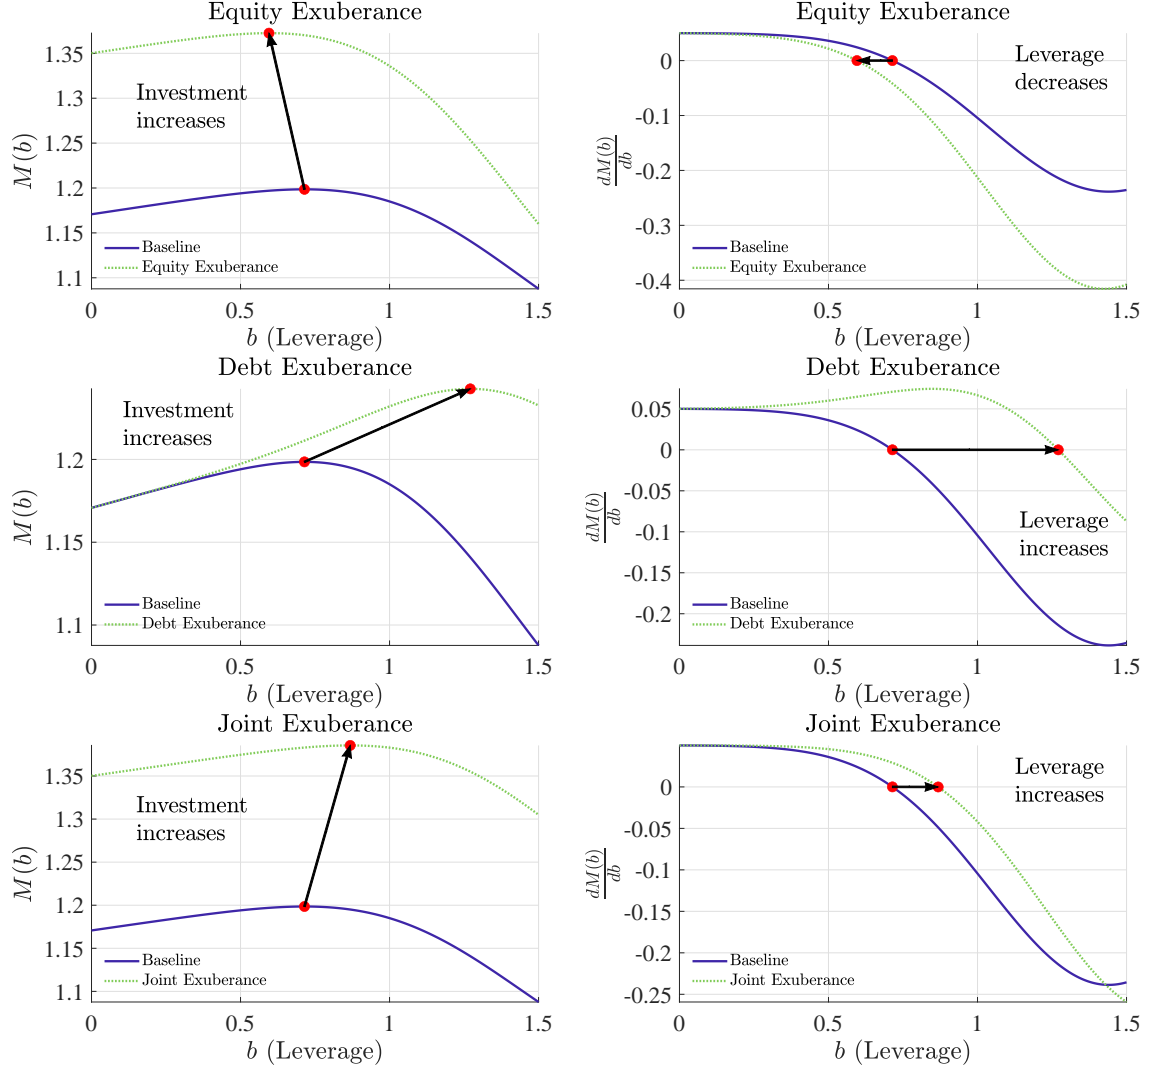 Equity Exuberance
M(b)
1.35
1.3
1.25
1.2
1.15
1.1
Investment
increases
Baseline
Equity Exuberance
0
0.5
1
1.5
b (Leverage)
Equity Exuberance
dM(b)
db
0
-0.1
-0.2
-0.3
-0.4
Leverage
decreases
Baseline
Equity Exuberance
0
0.5
1
1.5
b (Leverage)
Debt Exuberance
M(b)
1.2
1.15
1.1
Investment
increases
Baseline
Debt Exuberance
0
0.5
1
1.5
b (Leverage)
Debt Exuberance
dM(b)
db
0.05
0
-0.05
-0.1
-0.15
-0.2
Leverage
increases
Baseline
Debt Exuberance
0
0.5
1
1.5
b (Leverage)
Joint Exuberance
M(b)
1.35
1.3
1.25
1.2
1.15
1.1
Investment
increases
Baseline
Joint Exuberance
0
0.5
1
1.5
b (Leverage)
Joint Exuberance
dM(b)
db
0
-0.05
-0.1
-0.15
-0.2
-0.25
Leverage
increases
Baseline
Joint Exuberance
0
0.5
1
1.5
b (Leverage)